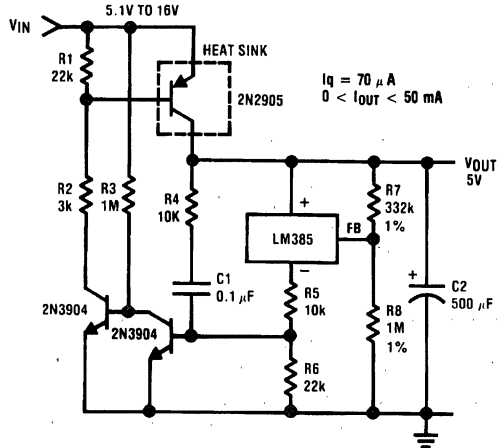 5.1V TO 16V
VIN
R1
22k
HEAT SINK
2N2905
Iq = 70 μA
0 < IOUT < 50 mA
VOUT
5V
R2
3k
R3
1M
R4
10K
+
LM385
FB
−
R7
332k
1%
C1
0.1 μF
R5
10k
R8
1M
1%
+
C2
500 μF
2N3904
2N3904
R6
22k